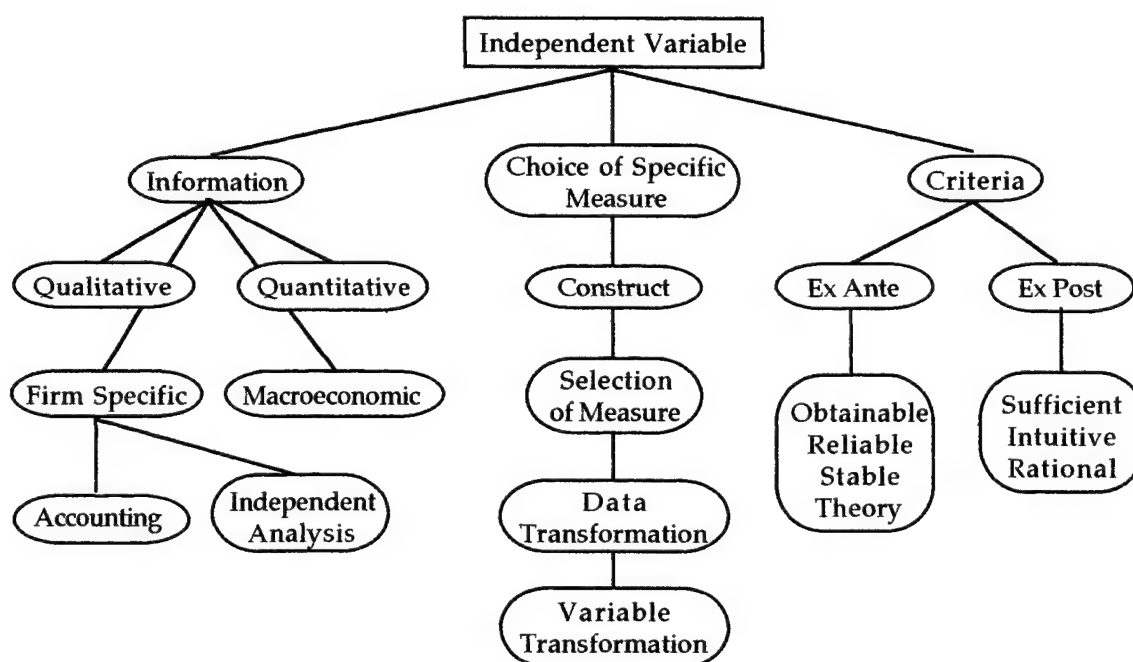 Independent Variable
Information
Choice of Specific
Measure
Criteria
Qualitative
Quantitative
Construct
Ex Ante
Ex Post
Firm Specific
Macroeconomic
Selection
of Measure
Obtainable
Reliable
Stable
Theory
Sufficient
Intuitive
Rational
Accounting
Independent
Analysis
Data
Transformation
Variable
Transformation